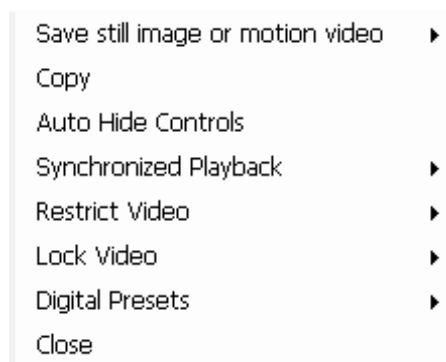 Save still image or motion video
Copy
Auto Hide Controls
Synchronized Playback
Restrict Video
Lock Video
Digital Presets
Close